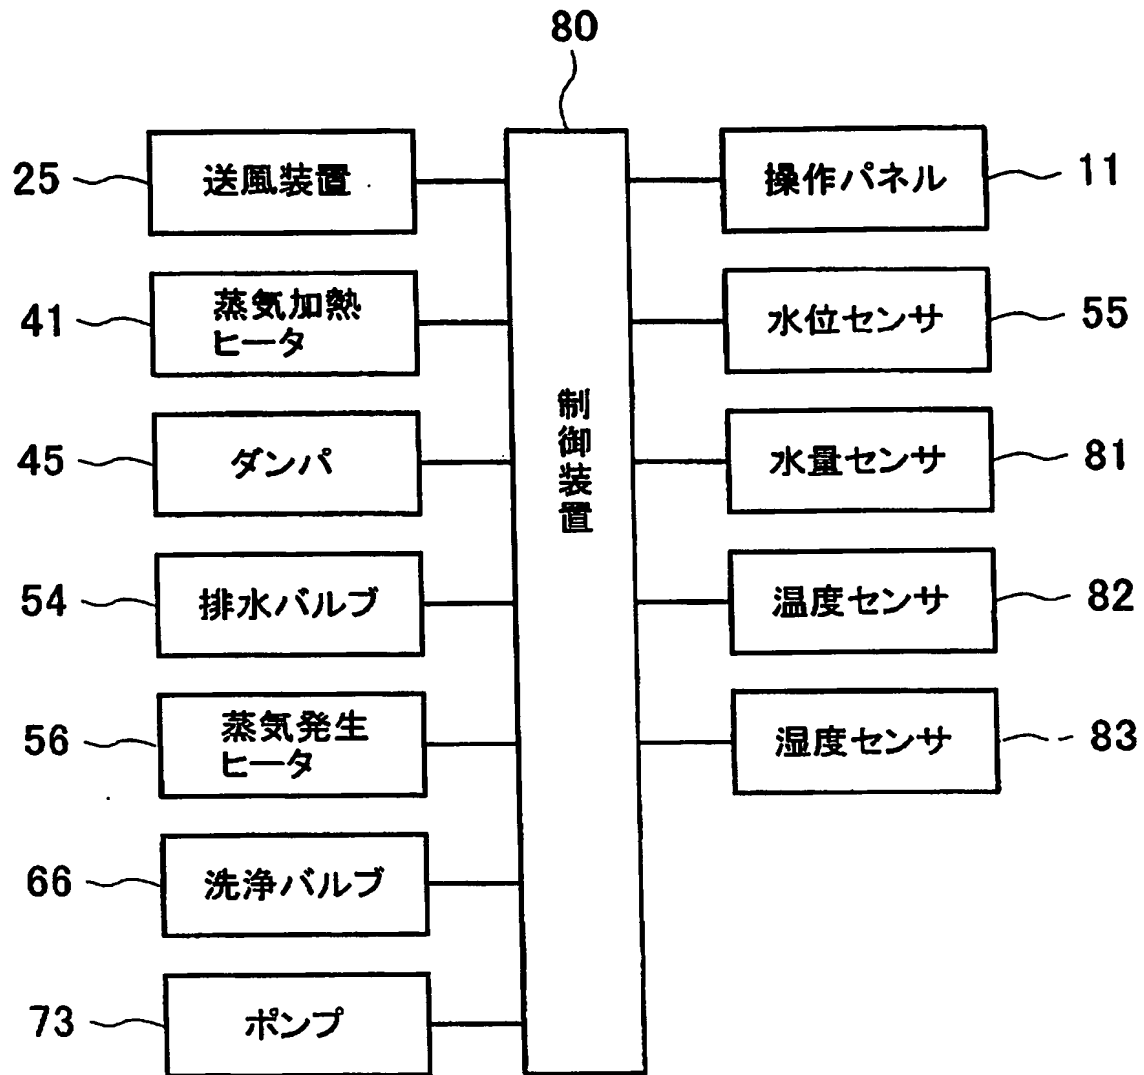 80
25
送風装置
操作パネル
11
41
蒸気加熱
ヒータ
水位センサ
55
45
ダンパ
制御装置
水量センサ
81
54
排水バルブ
温度センサ
82
56
蒸気発生
ヒータ
湿度センサ
83
66
洗浄バルブ
73
ポンプ